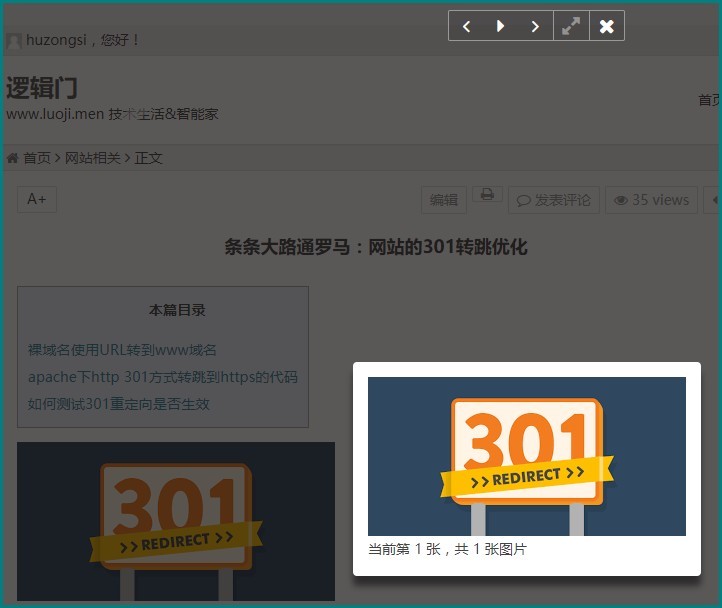 huzongsi，您好！
逻辑门
www.luoji.men 技术生活&智能家
首页
首页 > 网站相关 > 正文
A+
编辑
发表评论
35 views
条条大路通罗马：网站的301转跳优化
本篇目录
裸域名使用URL转到www域名
apache下http 301方式转跳到https的代码
如何测试301重定向是否生效
301
>> REDIRECT >>
301
>> REDIRECT >>
当前第 1 张，共 1 张图片